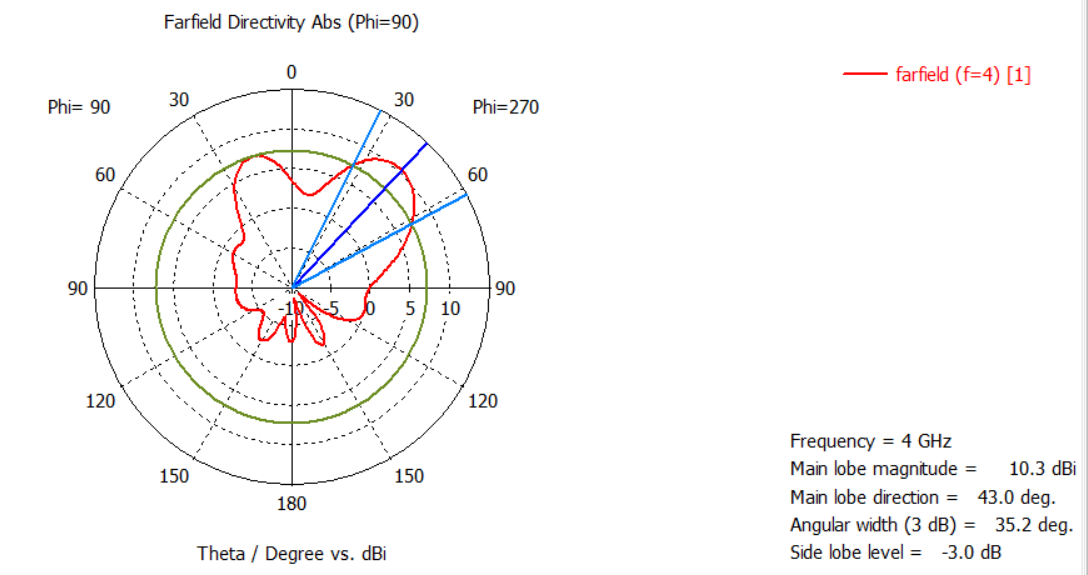 Farfield Directivity Abs (Phi=90)
farfield (f=4) [1]
0
Phi= 90
30
30
Phi=270
60
60
90
90
-10
-5
0
5
10
120
120
150
150
180
Theta / Degree vs. dBi
Frequency = 4 GHz
Main lobe magnitude = 10.3 dBi
Main lobe direction = 43.0 deg.
Angular width (3 dB) = 35.2 deg.
Side lobe level = -3.0 dB